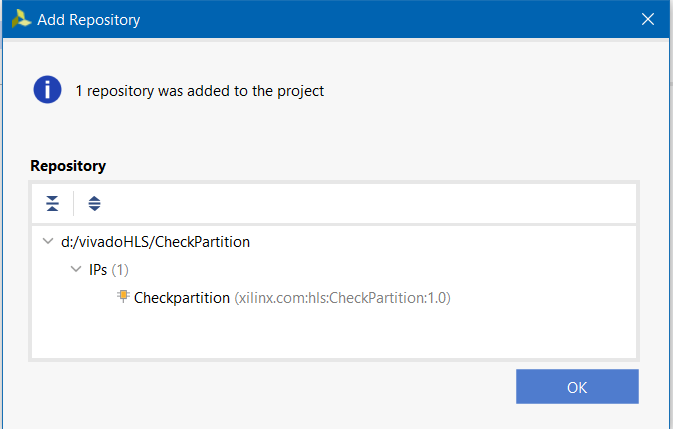 Add Repository
1 repository was added to the project
Repository
d:/vivadoHLS/CheckPartition
IPs (1)
Checkpartition (xilinx.com:hls:CheckPartition:1.0)
OK